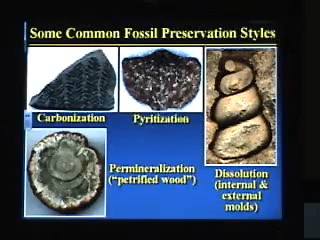 Some Common Fossil Preservation Styles
Carbonization
Pyritization
Permineralization
("petrified wood")
Dissolution
(internal &
external
molds)